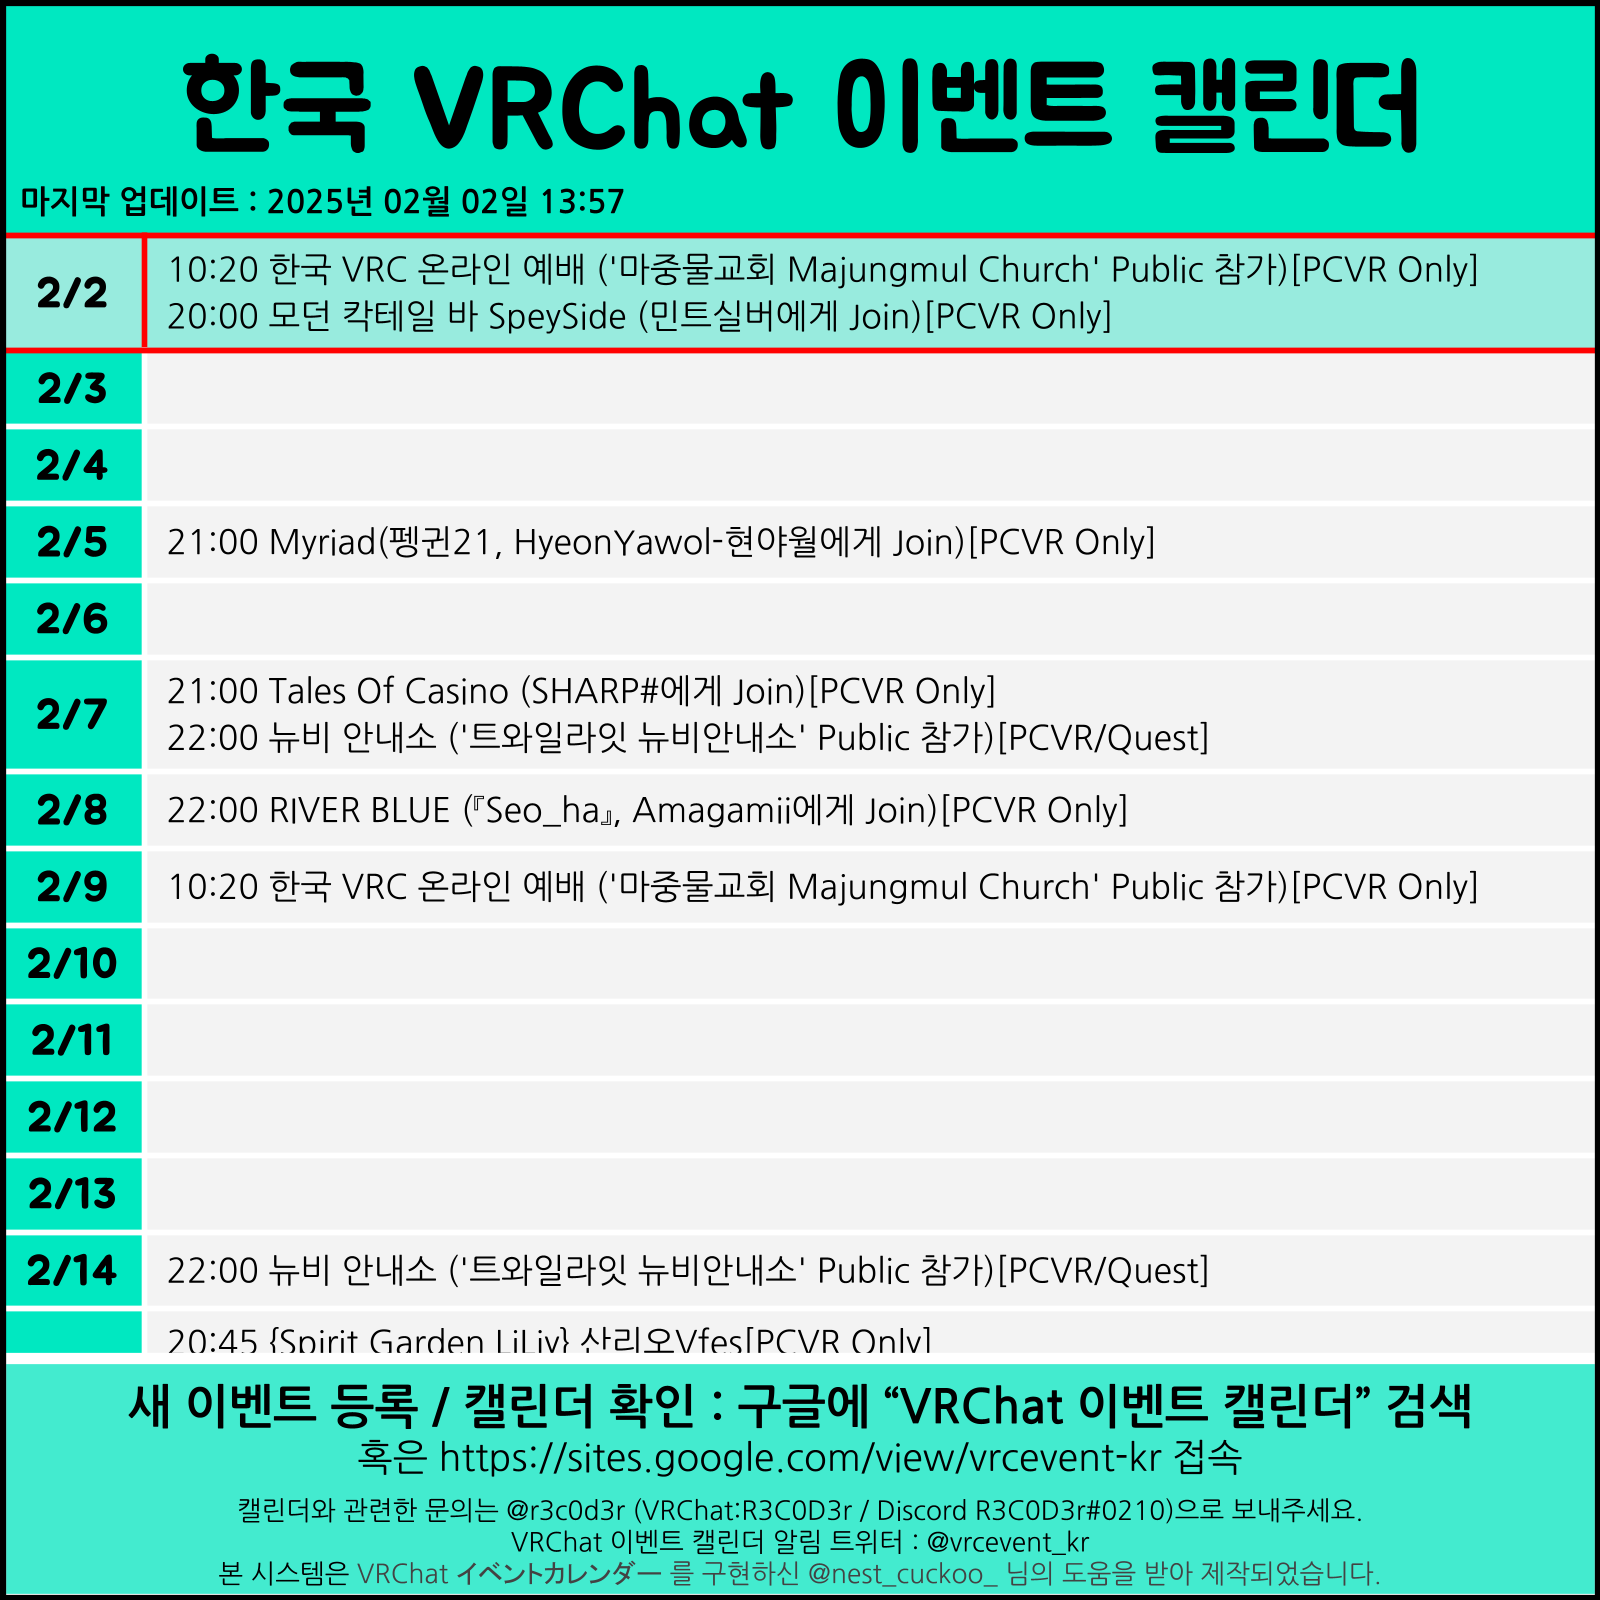 한국 VRChat 이벤트 캘린더
마지막 업데이트 : 2025년 02월 02일 13:57
2/2
10:20 한국 VRC 온라인 예배 ('마중물교회 Majungmul Church' Public 참가)[PCVR Only]
20:00 모던 칵테일 바 SpeySide (민트실버에게 Join)[PCVR Only]
2/3
2/4
2/5
21:00 Myriad(펭귄21, HyeonYawol-현야월에게 Join)[PCVR Only]
2/6
2/7
21:00 Tales Of Casino (SHARP#에게 Join)[PCVR Only]
22:00 뉴비 안내소 ('트와일라잇 뉴비안내소' Public 참가)[PCVR/Quest]
2/8
22:00 RIVER BLUE (『Seo_ha』, Amagamii에게 Join)[PCVR Only]
2/9
10:20 한국 VRC 온라인 예배 ('마중물교회 Majungmul Church' Public 참가)[PCVR Only]
2/10
2/11
2/12
2/13
2/14
22:00 뉴비 안내소 ('트와일라잇 뉴비안내소' Public 참가)[PCVR/Quest]
20:45 {Spirit Garden LiLiy} 산리오Vfes[PCVR Only]
새 이벤트 등록 / 캘린더 확인 : 구글에 “VRChat 이벤트 캘린더” 검색
혹은 https://sites.google.com/view/vrcevent-kr 접속
캘린더와 관련한 문의는 @r3c0d3r (VRChat:R3C0D3r / Discord R3C0D3r#0210)으로 보내주세요.
VRChat 이벤트 캘린더 알림 트위터 : @vrcevent_kr
본 시스템은 VRChat イベントカレンダー 를 구현하신 @nest_cuckoo_ 님의 도움을 받아 제작되었습니다.